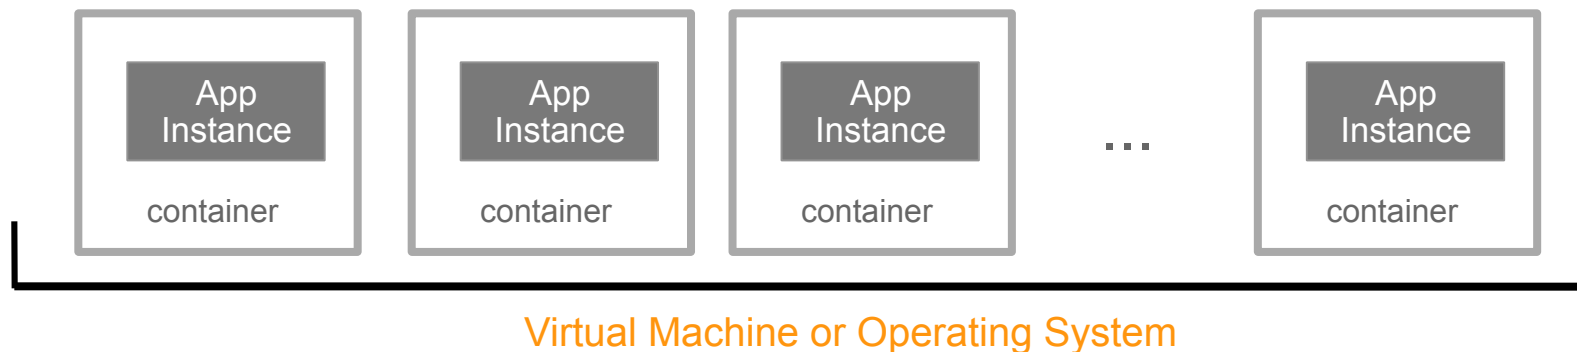 App
Instance
container
App
Instance
container
App
Instance
container
...
App
Instance
container
Virtual Machine or Operating System